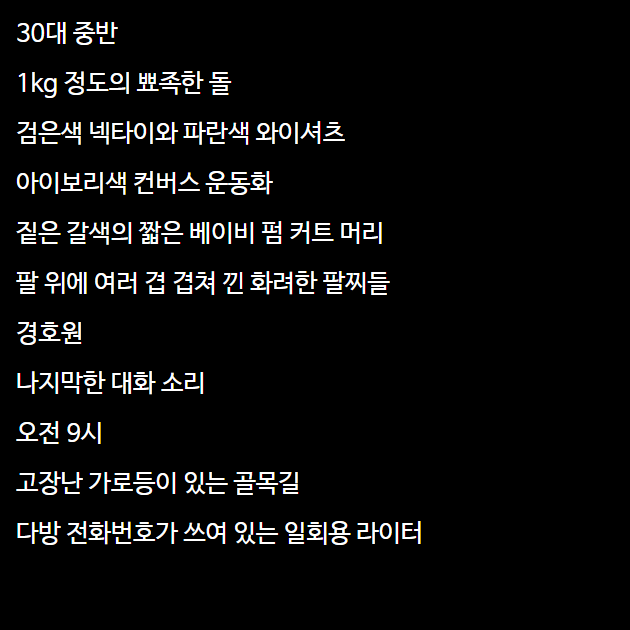 30대 중반
1kg 정도의 뾰족한 돌
검은색 넥타이와 파란색 와이셔츠
아이보리색 컨버스 운동화
짙은 갈색의 짧은 베이비 펌 커트 머리
팔 위에 여러 겹 겹쳐 낀 화려한 팔찌들
경호원
나지막한 대화 소리
오전 9시
고장난 가로등이 있는 골목길
다방 전화번호가 쓰여 있는 일회용 라이터